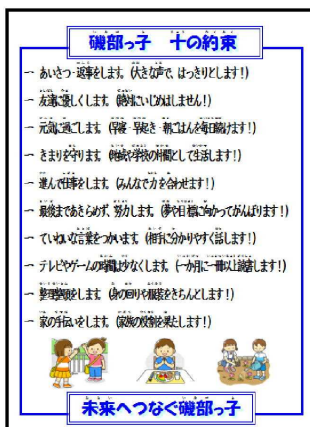 磯部っ子 十の約束
一 あいさつ・返事をします。(大きな声で、はっきりとします!)
一 友達に優しくします。(絶対にいじめはしません!)
一 元気に過ごします。(早寝・早起き・朝ごはんを毎日続けます!)
一 きまりを守ります。(地域や学校の仲間として生活します!)
一 進んで仕事をします。(みんなで力を合わせます!)
一 最後まであきらめず、努力します。(夢や目標に向かってがんばります!)
一 ていねいな言葉をつかいます。(相手に分かりやすく話します!)
一 テレビやゲームの時間は少なくします。(一か月に一冊以上読書します!)
一 整理整頓をします。(身の回りや服装をきちんとします!)
一 家の手伝いをします。(家族の役割を果たします!)
未来へつなぐ磯部っ子